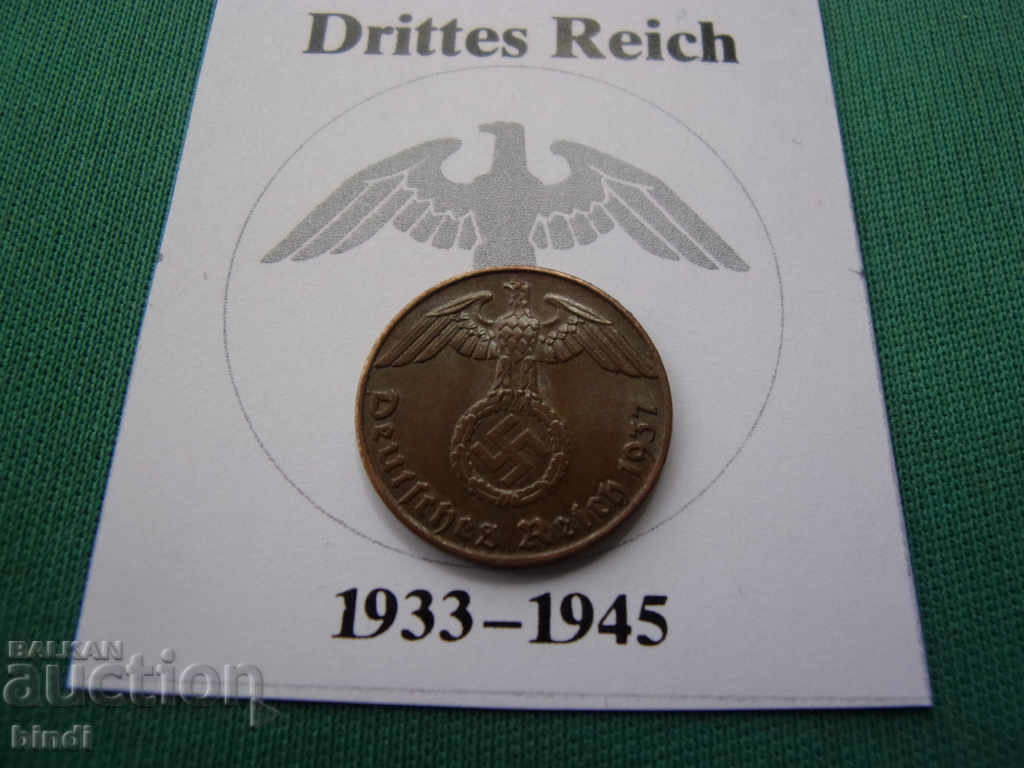 Drittes Reich
Deutsches Reich 1937
1933–1945
BALKAN
auction
bindi